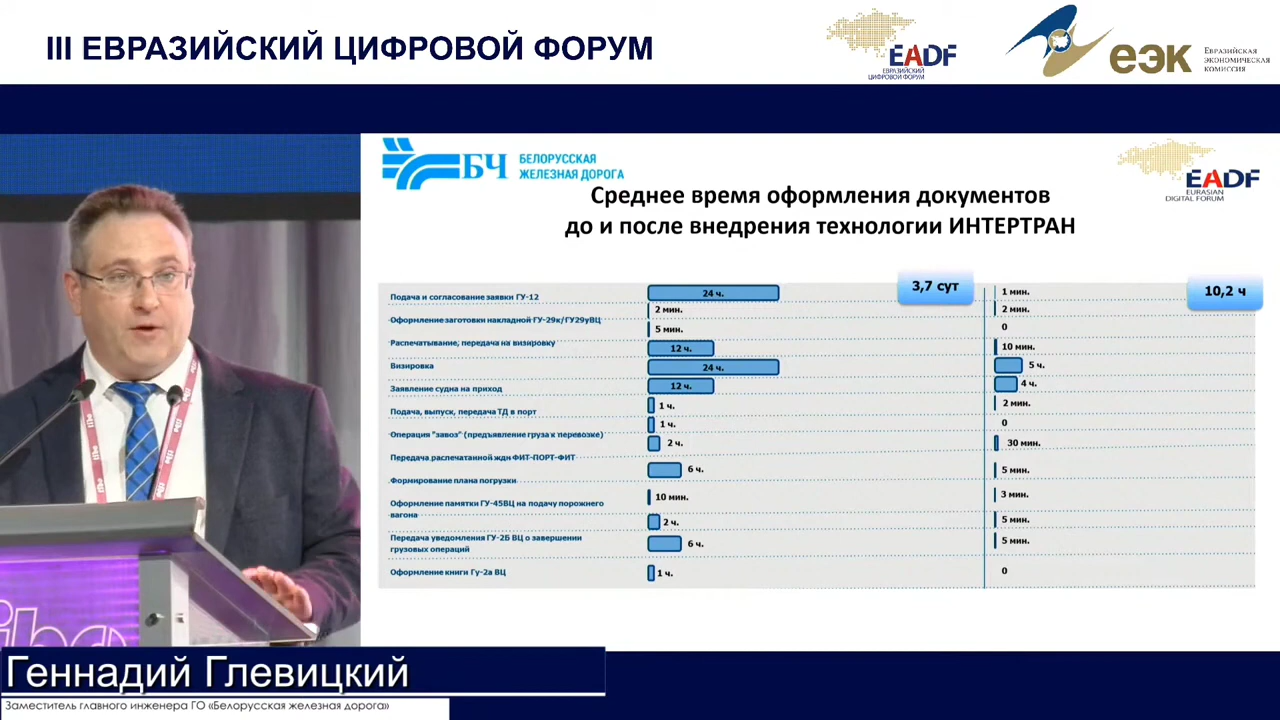 III ЕВРАЗИЙСКИЙ ЦИФРОВОЙ ФОРУМ
EADF
ЕВРАЗИЙСКИЙ
ЦИФРОВОЙ ФОРУМ
еэк
ЕВРАЗИЙСКАЯ
ЭКОНОМИЧЕСКАЯ
КОМИССИЯ
БЧ
БЕЛОРУССКАЯ
ЖЕЛЕЗНАЯ ДОРОГА
EADF
EURASIAN
DIGITAL FORUM
Среднее время оформления документов
до и после внедрения технологии ИНТЕРТРАН
3,7 сут
10,2 ч
Подача и согласование заявки ГУ-12
24 ч.
1 мин.
2 мин.
2 мин.
Оформление заготовки накладной ГУ-29к/ГУ29уВЦ
5 мин.
0
Распечатывание, передача на визировку
12 ч.
10 мин.
Визировка
24 ч.
5 ч.
Заявление судна на приход
12 ч.
4 ч.
Подача, выпуск, передача ТД в порт
1 ч.
2 мин.
1 ч.
0
Операция "завоз" (предъявление груза к перевозке)
2 ч.
30 мин.
Передача распечатанной жди ФИТ-ПОРТ-ФИТ
6 ч.
5 мин.
Формирование плана погрузки
Оформление памятки ГУ-45ВЦ на подачу порожнего
вагона
10 мин.
3 мин.
2 ч.
5 мин.
Передача уведомления ГУ-2Б ВЦ о завершении
грузовых операций
6 ч.
5 мин.
Оформление книги Гу-2а ВЦ
1 ч.
0
Геннадий Глевицкий
Заместитель главного инженера ГО «Белорусская железная дорога»